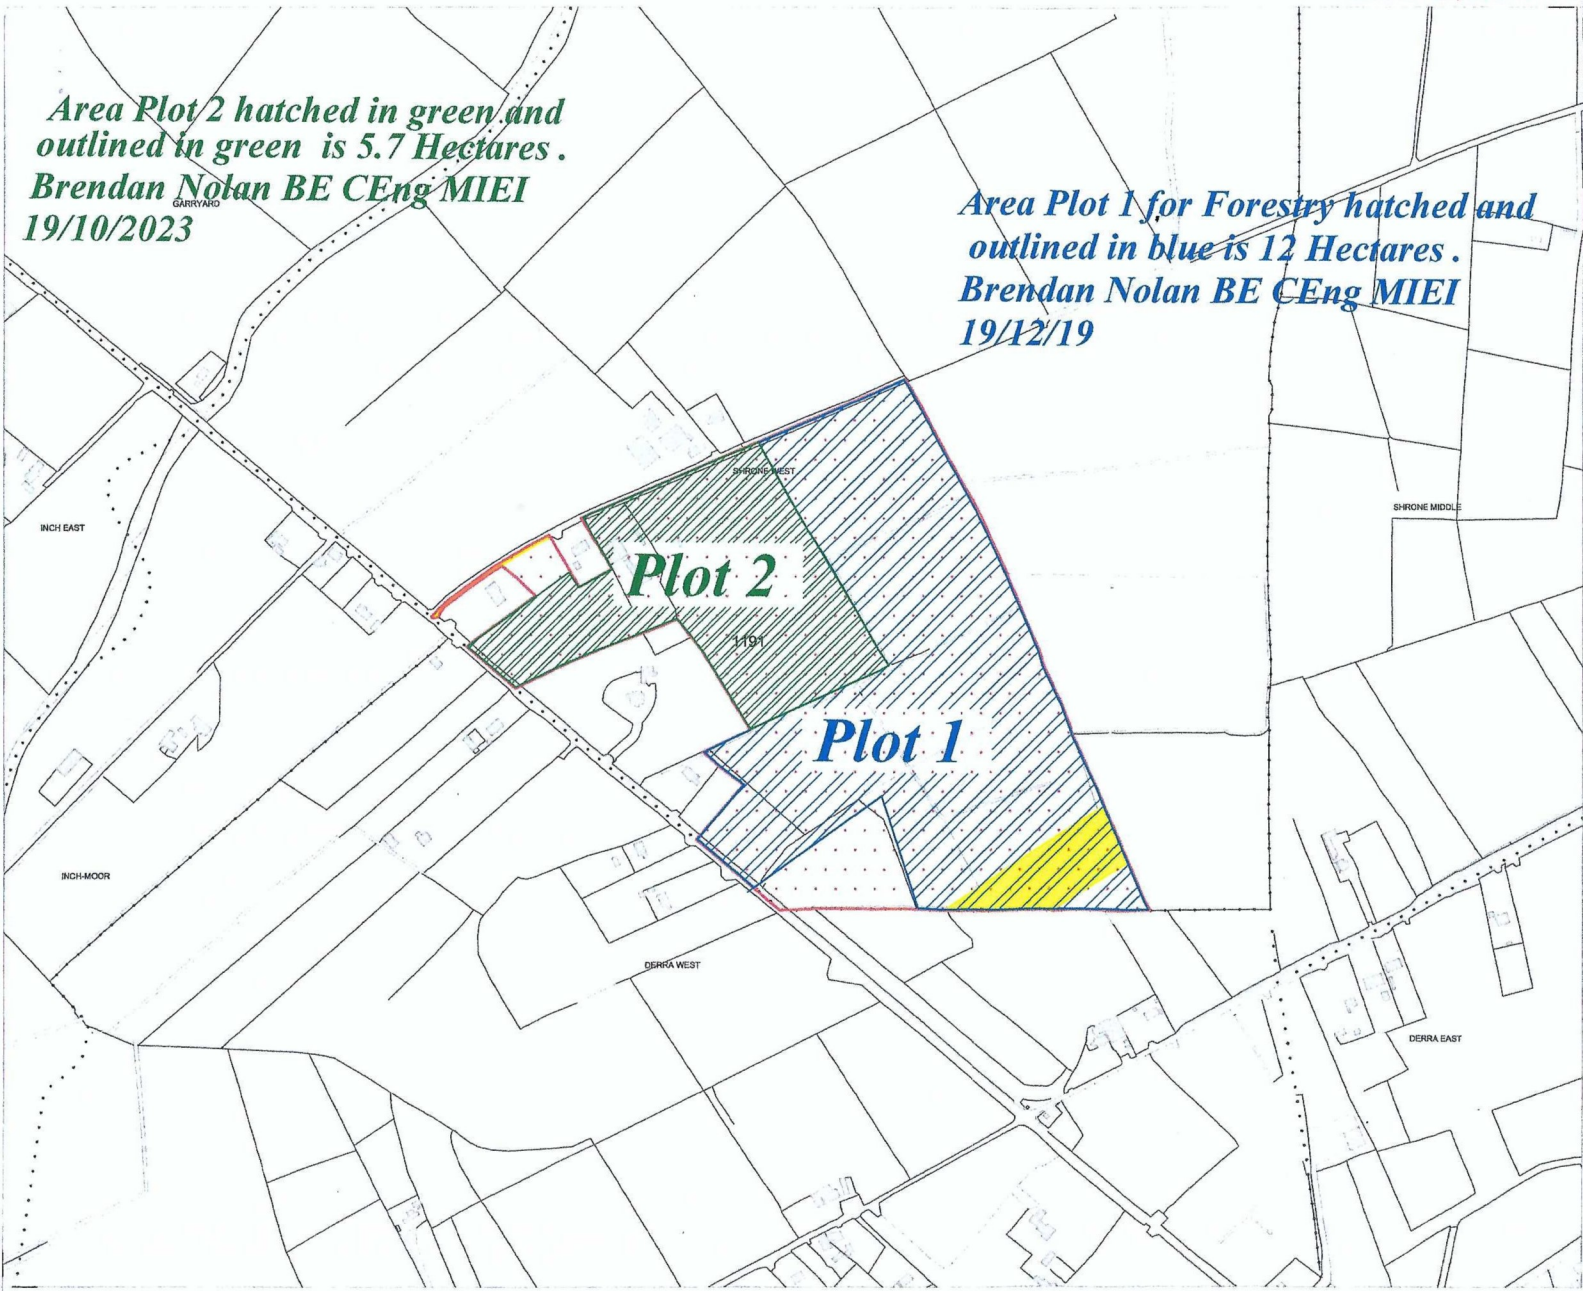 Area Plot 2 hatched in green and
outlined in green is 5.7 Hectares .
Brendan Nolan BE CEng MIEI
19/10/2023
GARRYARD
Area Plot 1 for Forestry hatched and
outlined in blue is 12 Hectares .
Brendan Nolan BE CEng MIEI
19/12/19
SHRONE WEST
SHRONE MIDDLE
INCH EAST
Plot 2
1191
Plot 1
INCH-MOOR
DERRA WEST
DERRA EAST